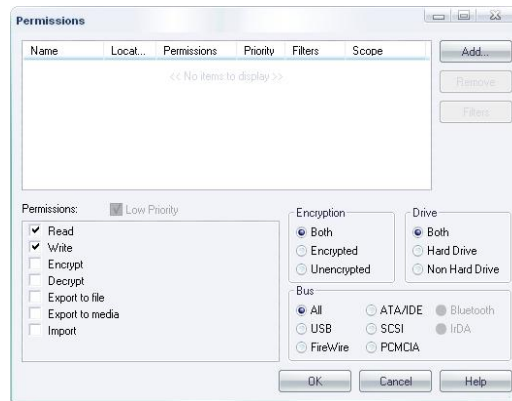 Permissions
Name Locat... Permissions Priority Filters Scope
<< No items to display >>
Add...
Remove
Filters
Permissions: Low Priority
Read
Write
Encrypt
Decrypt
Export to file
Export to media
Import
Encryption
Both
Encrypted
Unencrypted
Drive
Both
Hard Drive
Non Hard Drive
Bus
All ATA/IDE Bluetooth
USB SCSI IrDA
FireWire PCMCIA
OK Cancel Help